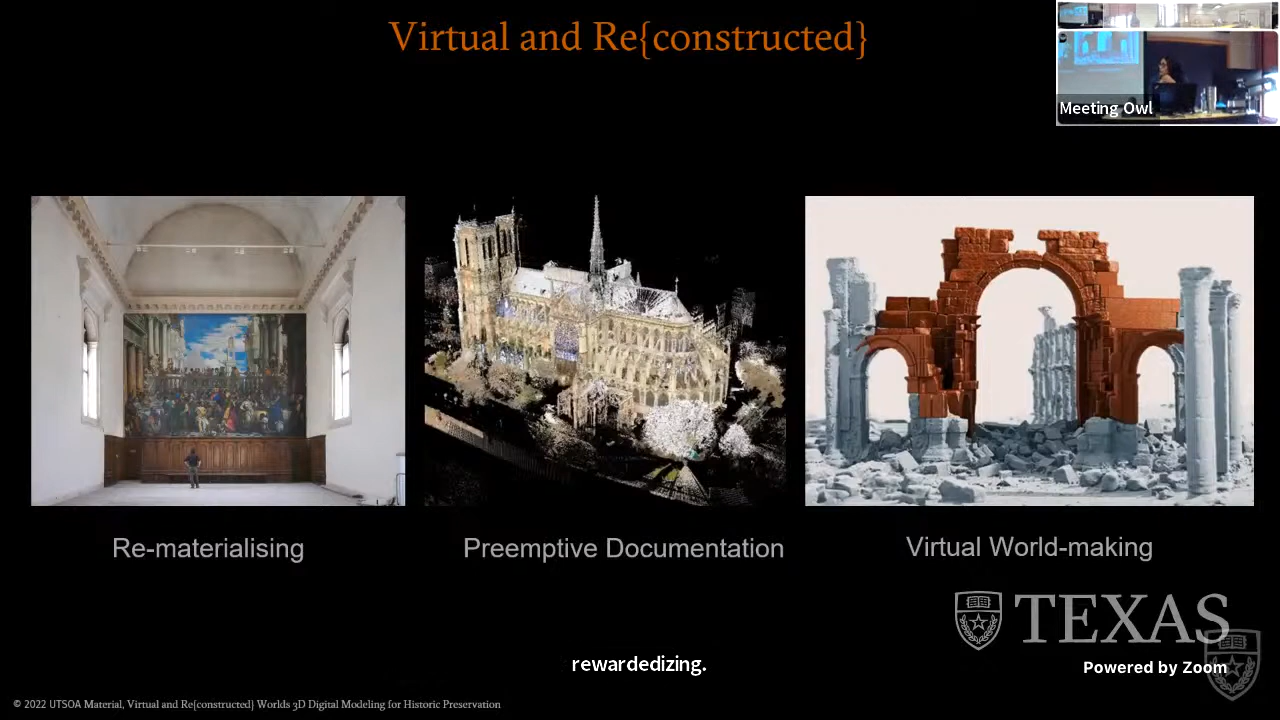 Virtual and Re{constructed}
Meeting Owl
Re-materialising
Preemptive Documentation
Virtual World-making
TEXAS
rewardedizing.
Powered by Zoom
© 2022 UTSOA Material, Virtual and Re{constructed} Worlds 3D Digital Modeling for Historic Preservation